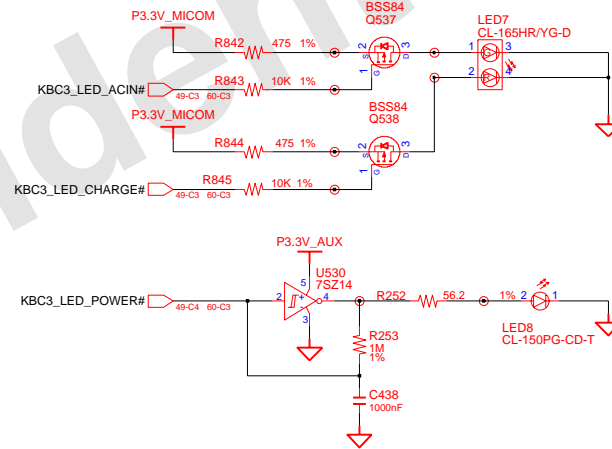 P3.3V_MICOM
BSS84
Q537
LED7
CL-165HR/YG-D
R842 475 1%
2 S D 3
1 G
1 3
2 4
R843 10K 1%
KBC3_LED_ACIN#
49-C3 60-C3
P3.3V_MICOM
BSS84
Q538
R844 475 1%
2 S D 3
1 G
R845 10K 1%
KBC3_LED_CHARGE#
49-C3 60-C3
P3.3V_AUX
U530
7SZ14
5
2 + 4
3
KBC3_LED_POWER#
49-C4 60-C3
R252 56.2 1% 2 1
LED8
CL-150PG-CD-T
R253
1M
1%
C438
1000nF